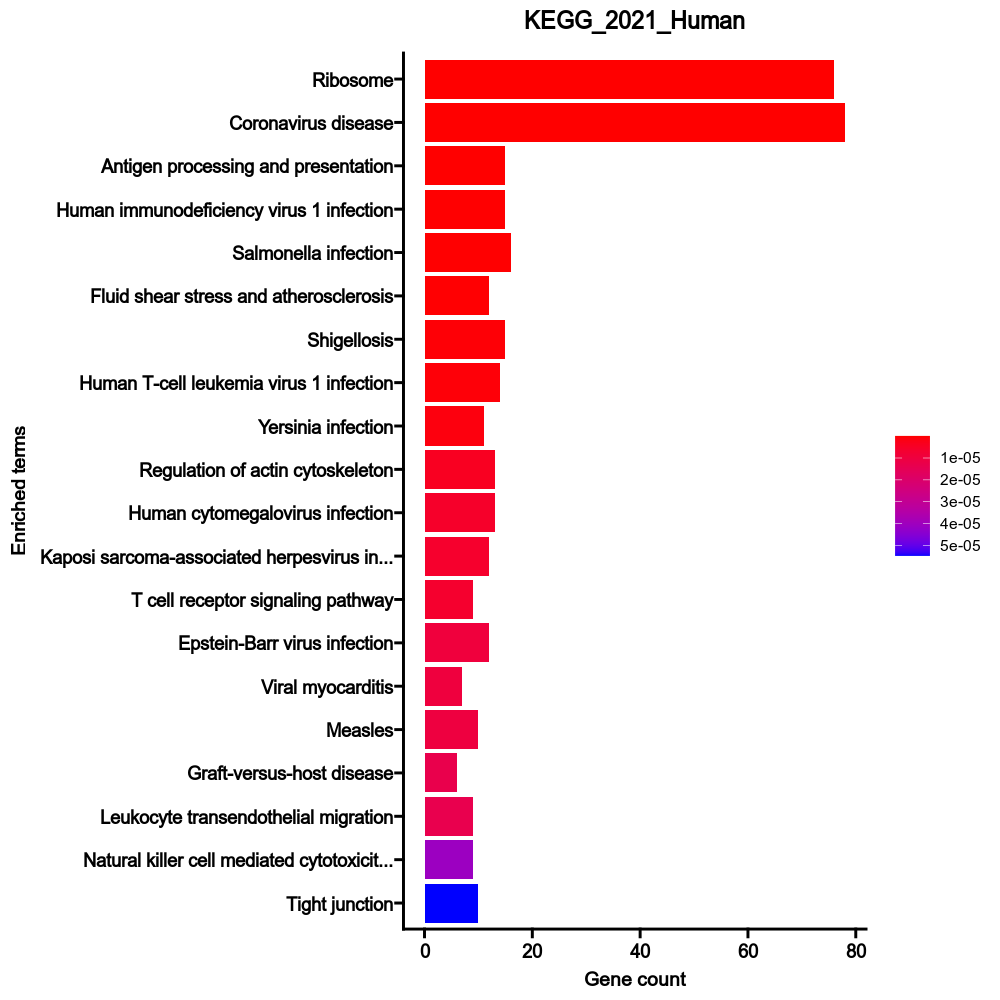 KEGG_2021_Human
Ribosome
Coronavirus disease
Antigen processing and presentation
Human immunodeficiency virus 1 infection
Salmonella infection
Fluid shear stress and atherosclerosis
Shigellosis
Human T-cell leukemia virus 1 infection
Yersinia infection
Regulation of actin cytoskeleton
Human cytomegalovirus infection
Kaposi sarcoma-associated herpesvirus in...
T cell receptor signaling pathway
Epstein-Barr virus infection
Viral myocarditis
Measles
Graft-versus-host disease
Leukocyte transendothelial migration
Natural killer cell mediated cytotoxicit...
Tight junction
Enriched terms
0 20 40 60 80
Gene count
1e-05
2e-05
3e-05
4e-05
5e-05